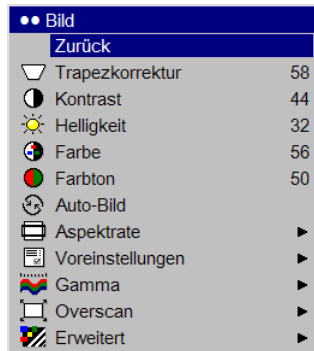 Bild
Zurück
Trapezkorrektur 58
Kontrast 44
Helligkeit 32
Farbe 56
Farbton 50
Auto-Bild
Aspektrate
Voreinstellungen
Gamma
Overscan
Erweitert